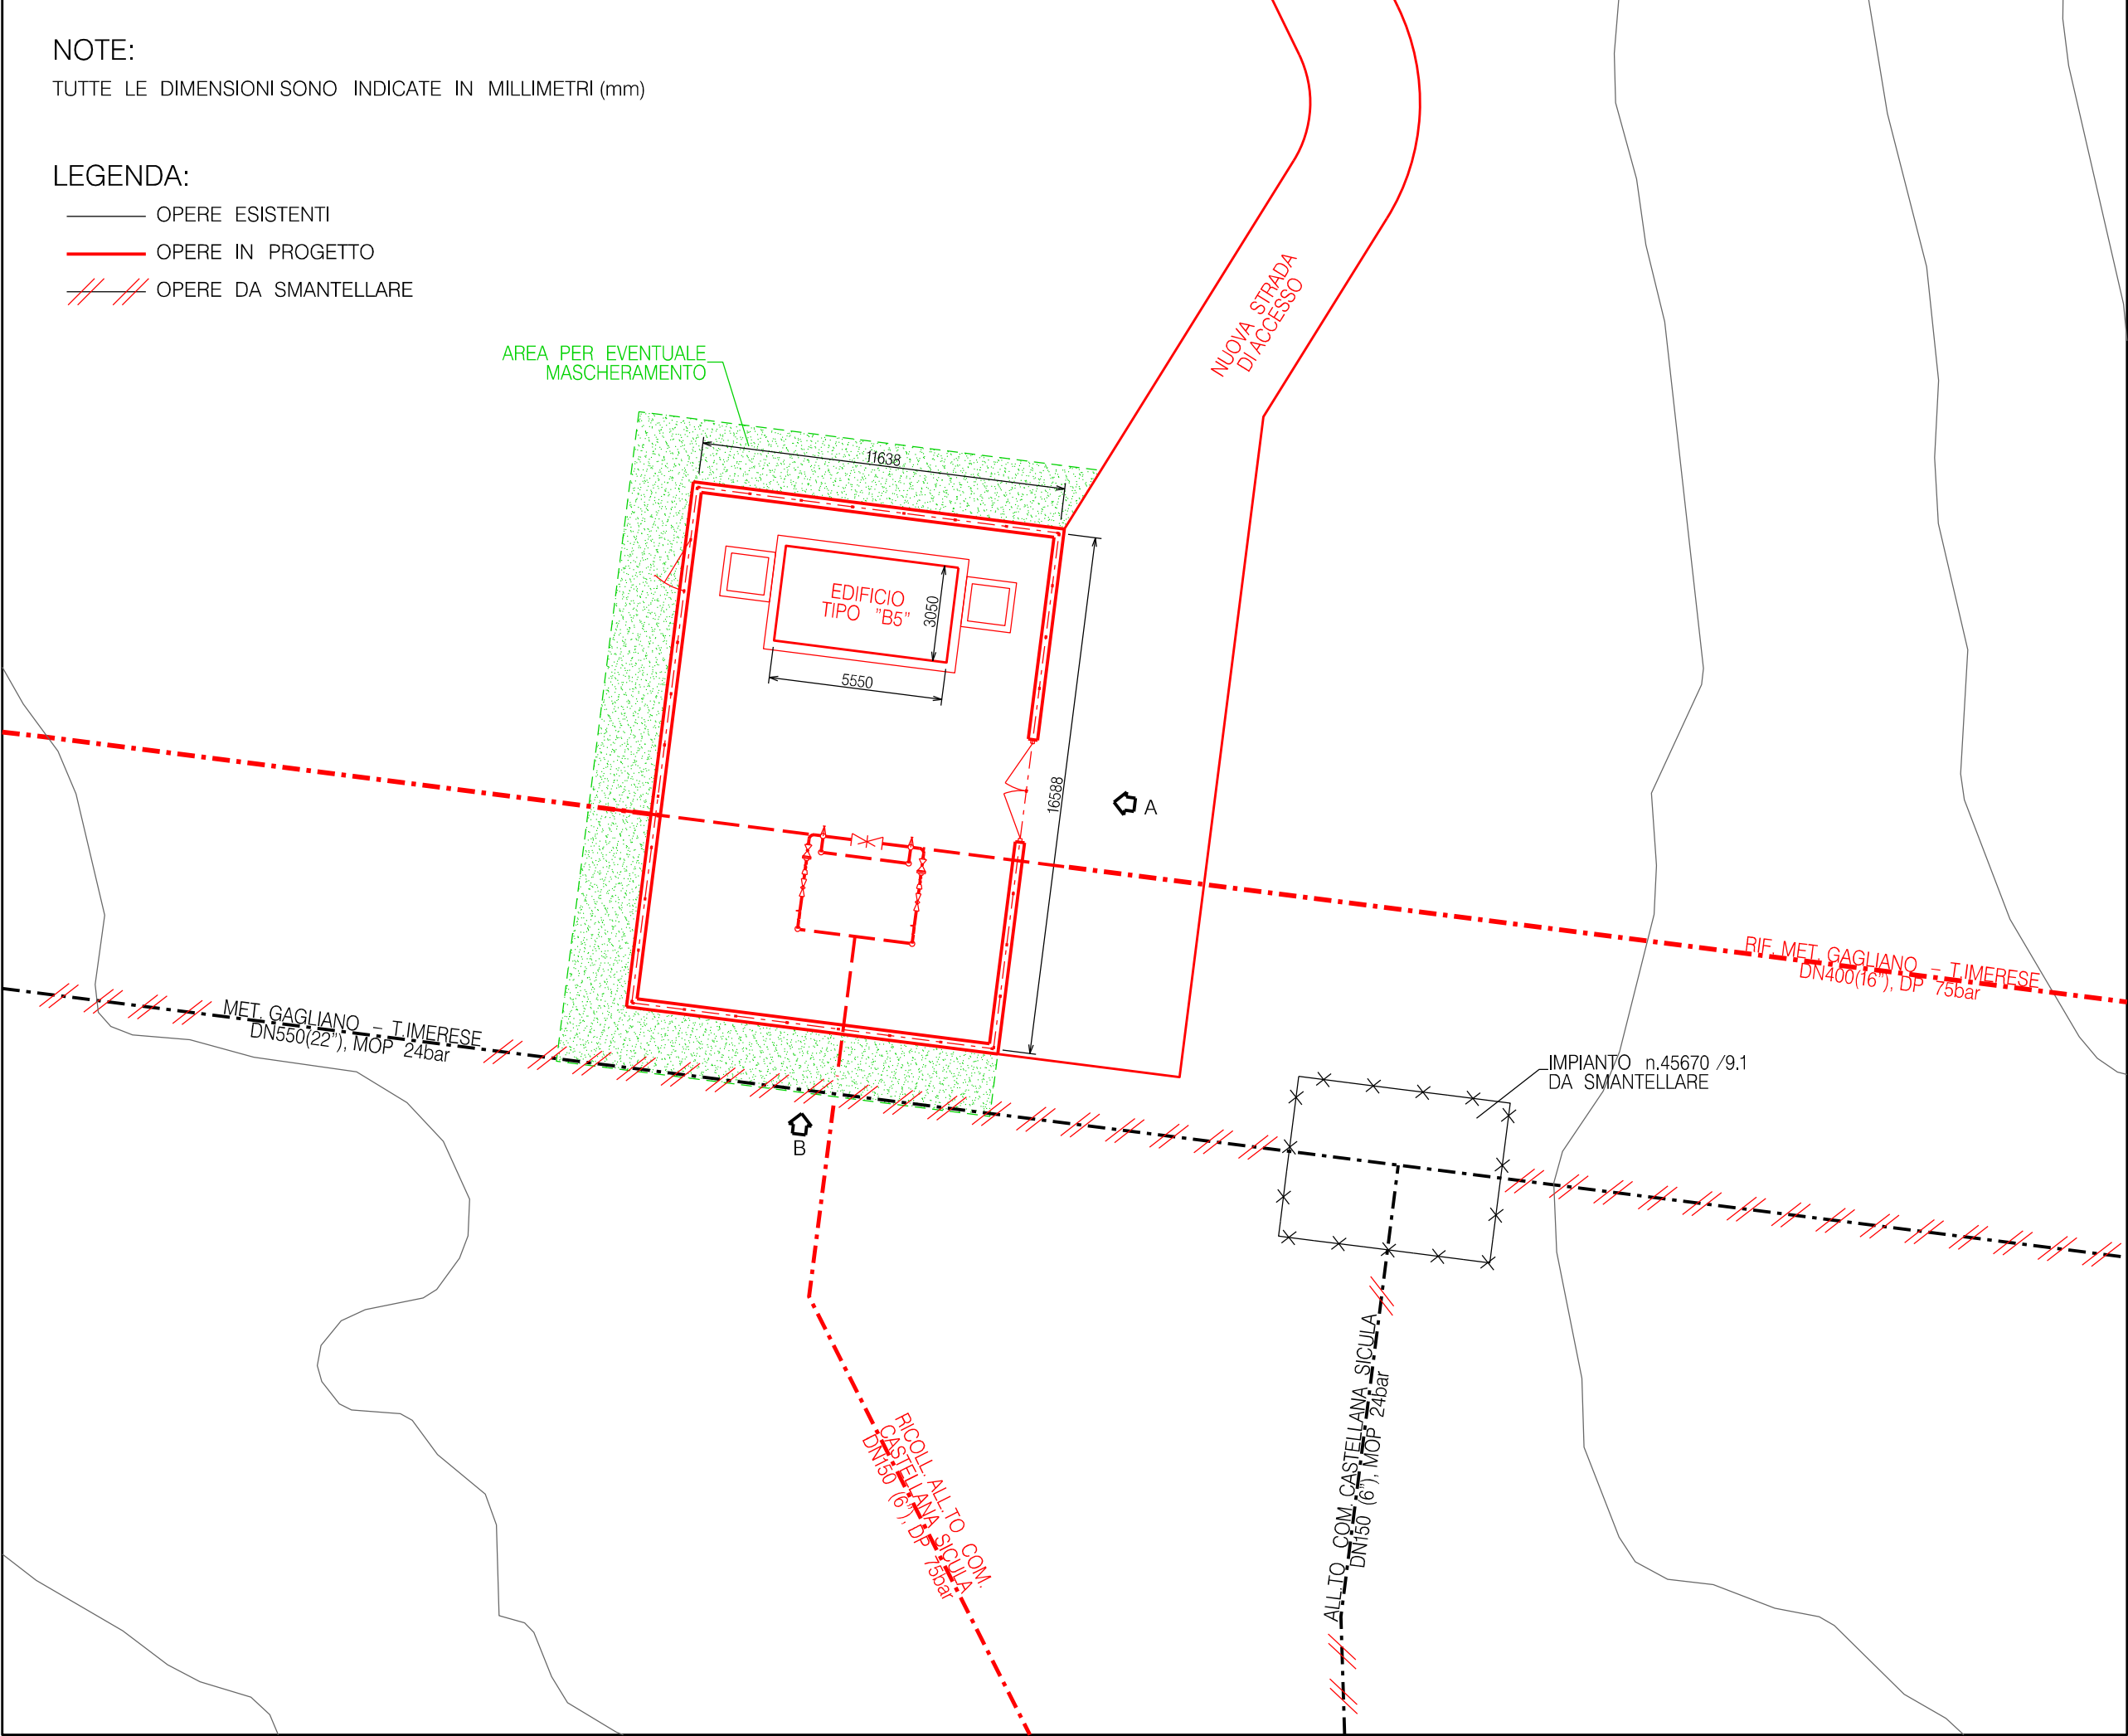 NOTE:
TUTTE LE DIMENSIONI SONO INDICATE IN MILLIMETRI (mm)
LEGENDA:
OPERE ESISTENTI
OPERE IN PROGETTO
OPERE DA SMANTELLARE
NUOVA STRADA
DI ACCESSO
AREA PER EVENTUALE
MASCHERAMENTO
11638
EDIFICIO
TIPO "B5"
3050
5550
16588
A
RIF. MET. GAGLIANO - T.IMERESE
DN400(16"), DP 75bar
MET. GAGLIANO - T.IMERESE
DN550(22"), MOP 24bar
IMPIANTO n.45670 /9.1
DA SMANTELLARE
B
ALL.TO COM. CASTELLANA SICULA
DN150 (6"), MOP 24bar
RICOLL. ALL.TO COM.
CASTELLANA SICULA
DN150 (6"), DP 75bar